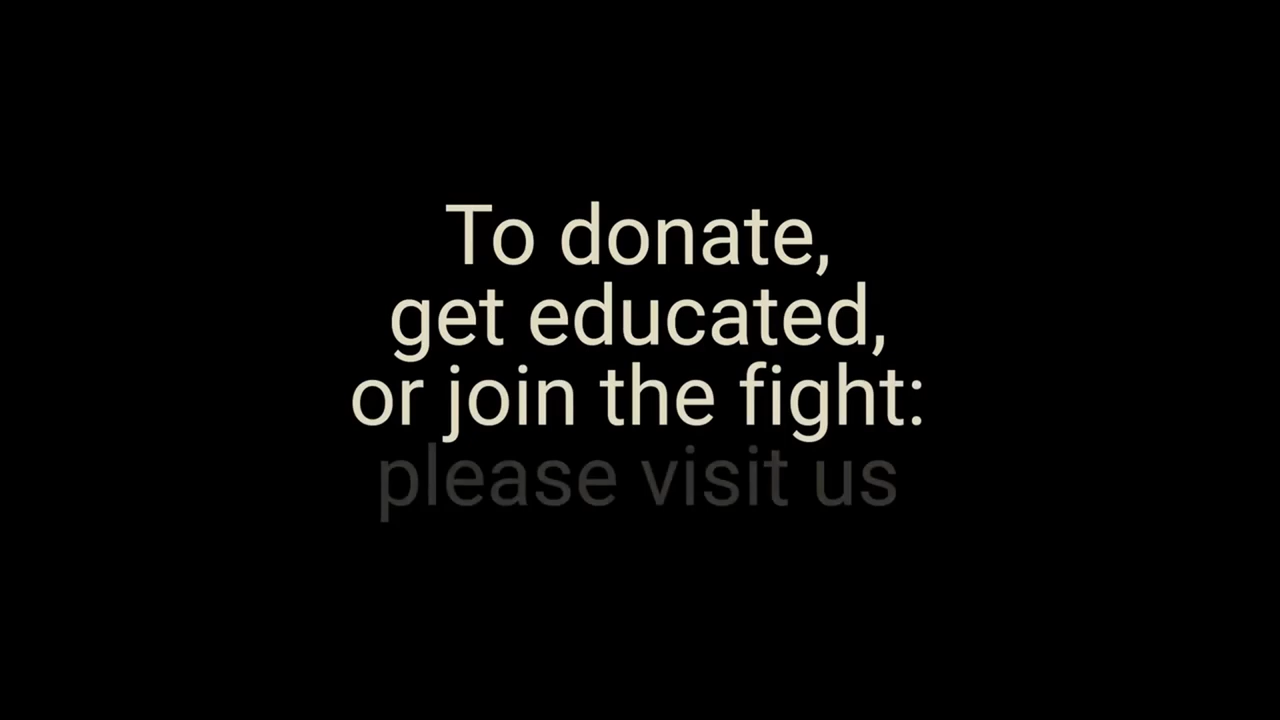 To donate,
get educated,
or join the fight:
please visit us